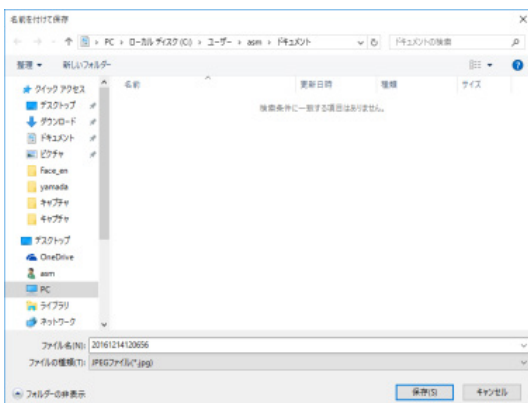 名前を付けて保存
PC › ローカル ディスク (C:) › ユーザー › asm › ドキュメント
ドキュメントの検索
整理
新しいフォルダー
名前
更新日時
種類
サイズ
検索条件に一致する項目はありません。
クイック アクセス
デスクトップ
ダウンロード
ドキュメント
ピクチャ
Face_en
yamada
キャプチャ
キャプチャ
デスクトップ
OneDrive
asm
PC
ライブラリ
ネットワーク
ファイル名(N): 20161214120656
ファイルの種類(T): JPEGファイル(*.jpg)
フォルダーの非表示
保存(S)
キャンセル